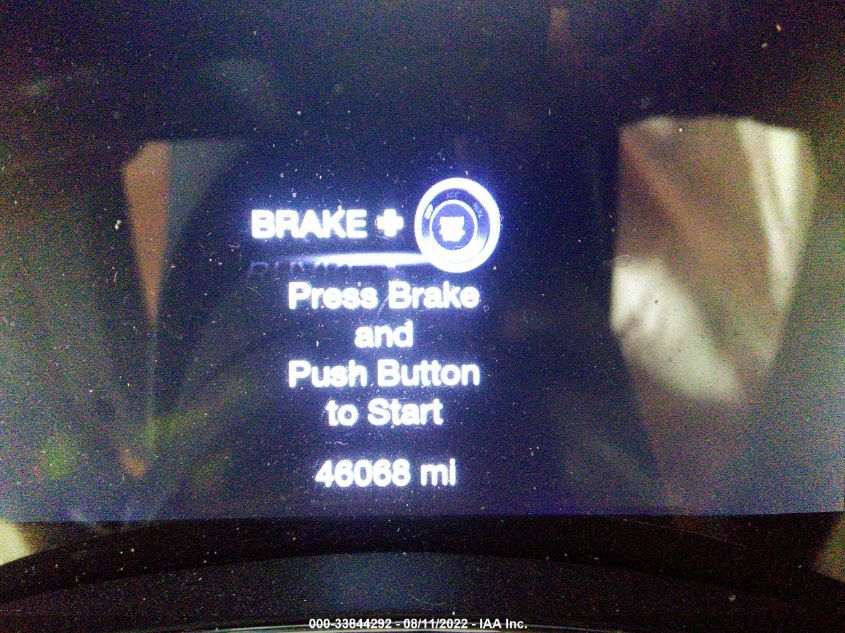 BRAKE +
Press Brake
and
Push Button
to Start
46068 mi
000-33844292 - 08/11/2022 - IAA Inc.